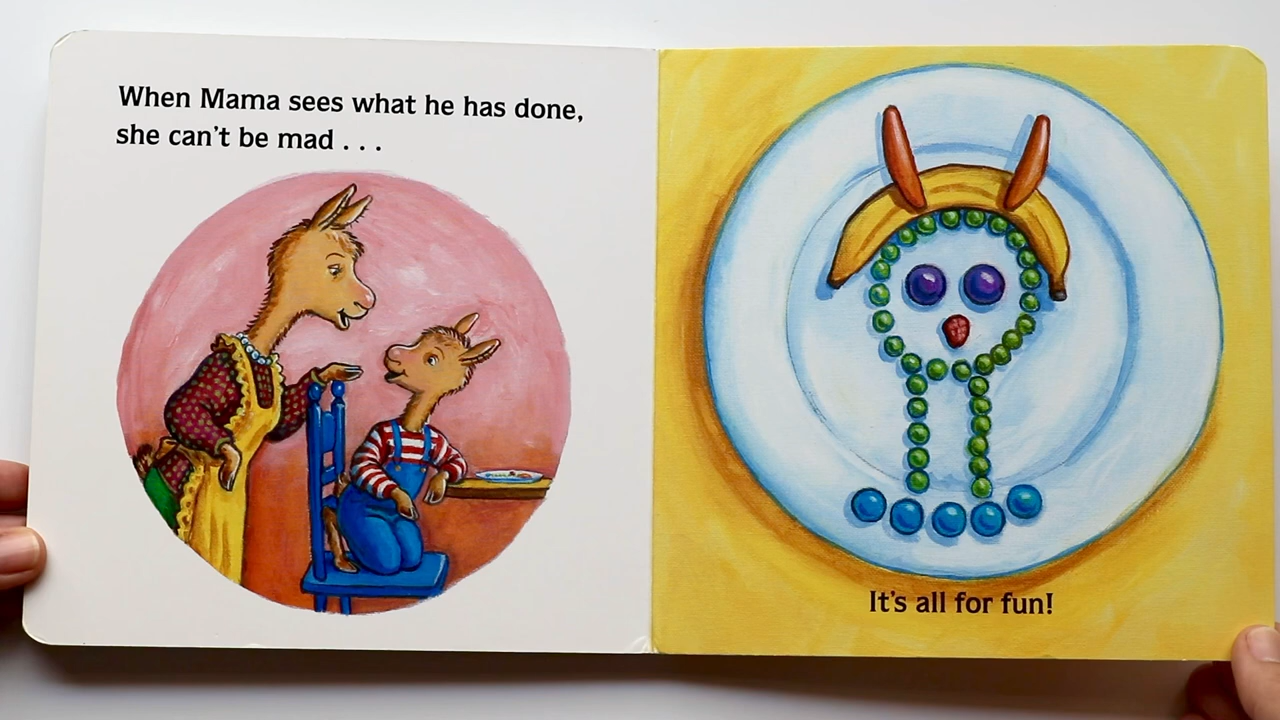 When Mama sees what he has done,
she can't be mad . . .
It's all for fun!